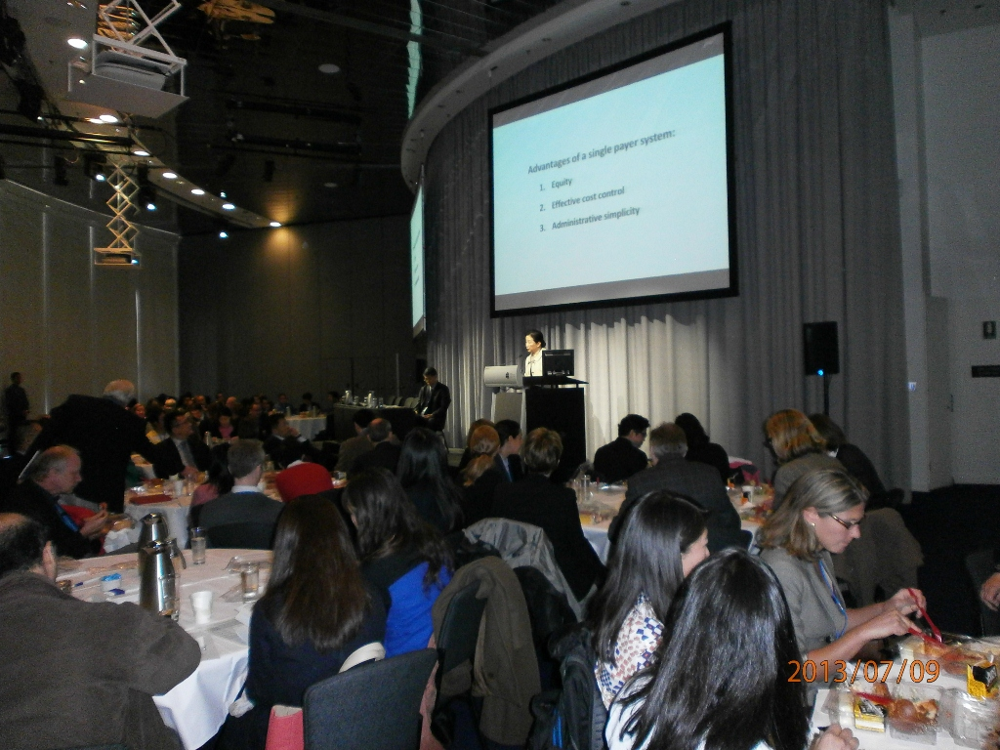 Advantages of a single payer system:
1. Equity
2. Effective cost control
3. Administrative simplicity
2013/07/09